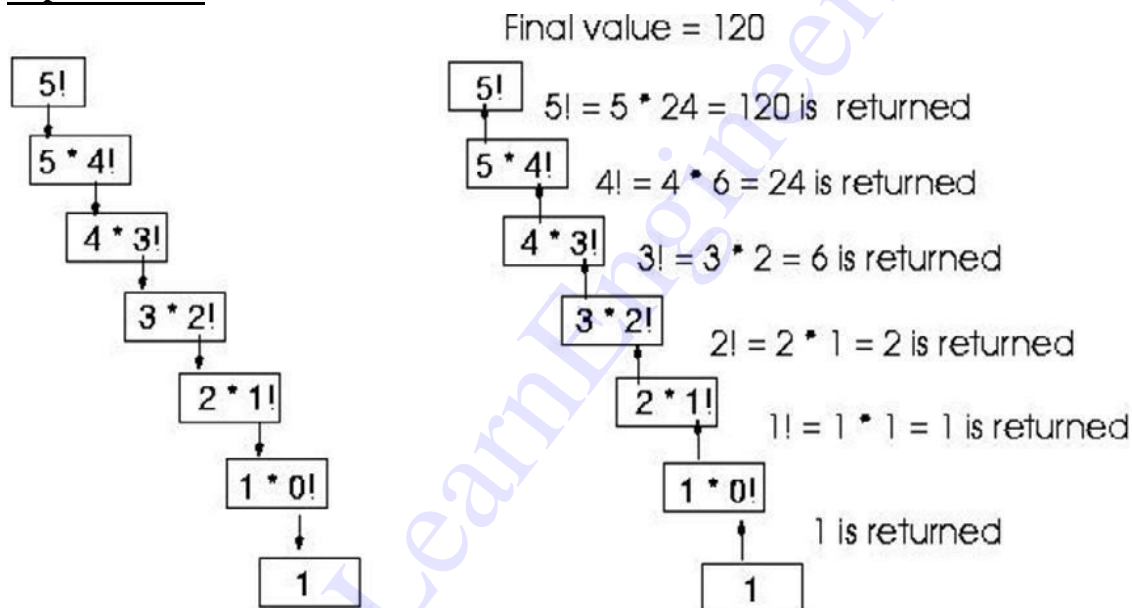 Final value = 120
5!
5 * 4!
4 * 3!
3 * 2!
2 * 1!
1 * 0!
1
5!
5! = 5 * 24 = 120 is returned
5 * 4!
4! = 4 * 6 = 24 is returned
4 * 3!
3! = 3 * 2 = 6 is returned
3 * 2!
2! = 2 * 1 = 2 is returned
2 * 1!
1! = 1 * 1 = 1 is returned
1 * 0!
1 is returned
1
LearnEngineeri